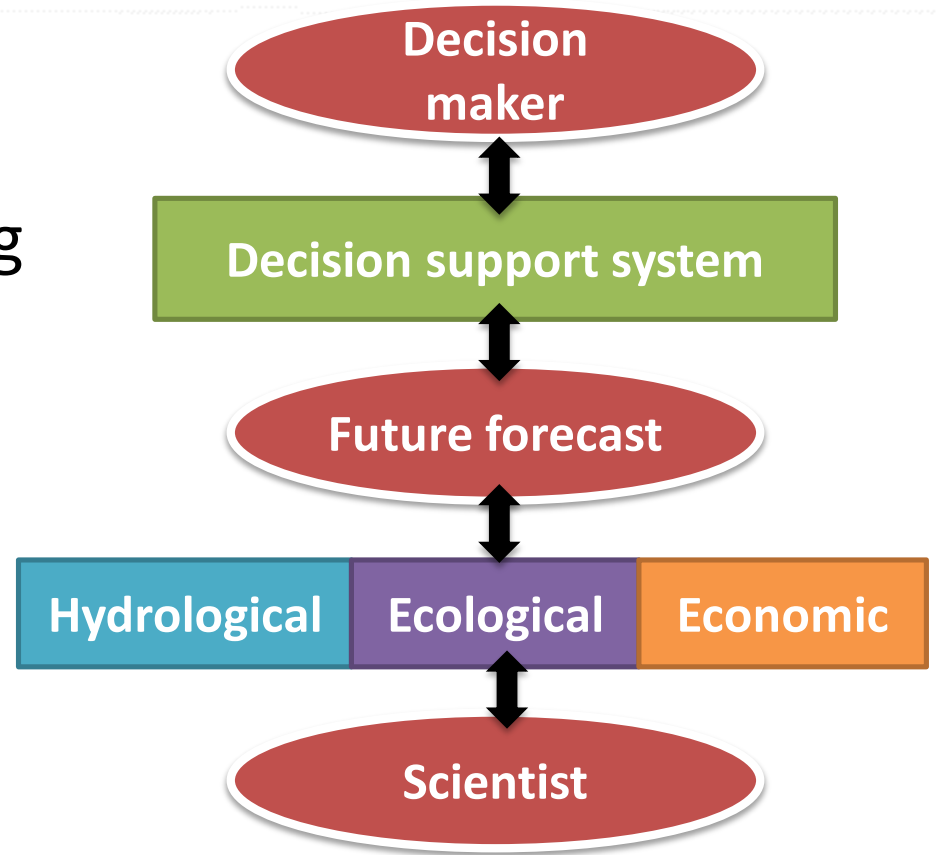 Decision
maker
g
Decision support system
Future forecast
Hydrological Ecological Economic
Scientist